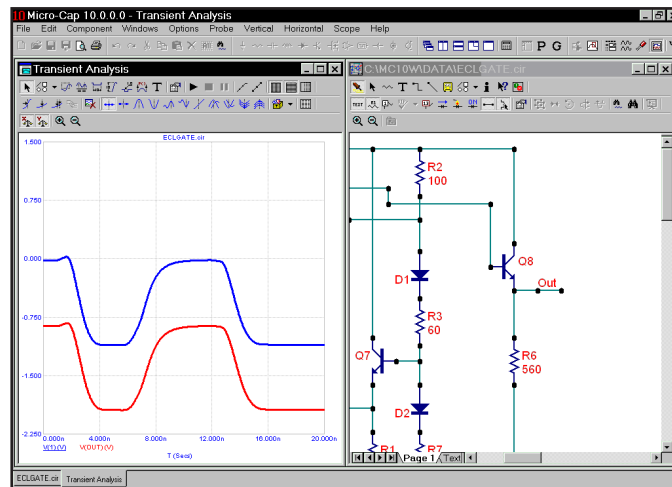 10 Micro-Cap 10.0.0.0 - Transient Analysis
File Edit Component Windows Options Probe Vertical Horizontal Scope Help
P G
Transient Analysis
T
ECLGATE.cir
1.500
0.750
0.000
-0.750
-1.500
-2.250
0.000n 4.000n 8.000n 12.000n 16.000n 20.000n
V(1) (V) V(OUT) (V)
T (Secs)
C:\MC10W\DATA\ECLGATE.cir
T
TEXT
R2
100
Q8
Out
D1
R3
60
Q7
R6
560
D2
R1
R7
Page 1 Text
ECLGATE.cir Transient Analysis